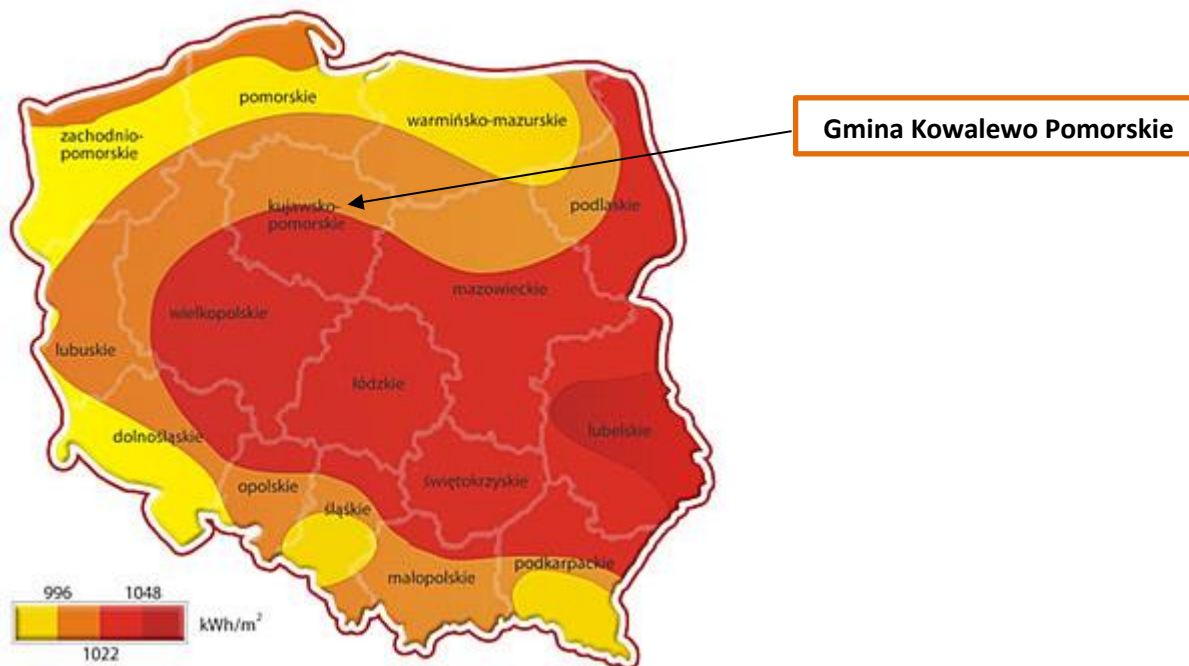 pomorskie
warmińsko-mazurskie
Gmina Kowalewo Pomorskie
zachodnio-
pomorskie
kujawsko-
pomorskie
podlaskie
mazowieckie
wielkopolskie
lubuskie
łódzkie
lubelskie
dolnośląskie
świętokrzyskie
opolskie
śląśkie
podkarpackie
małopolskie
996 1048
kWh/m²
1022